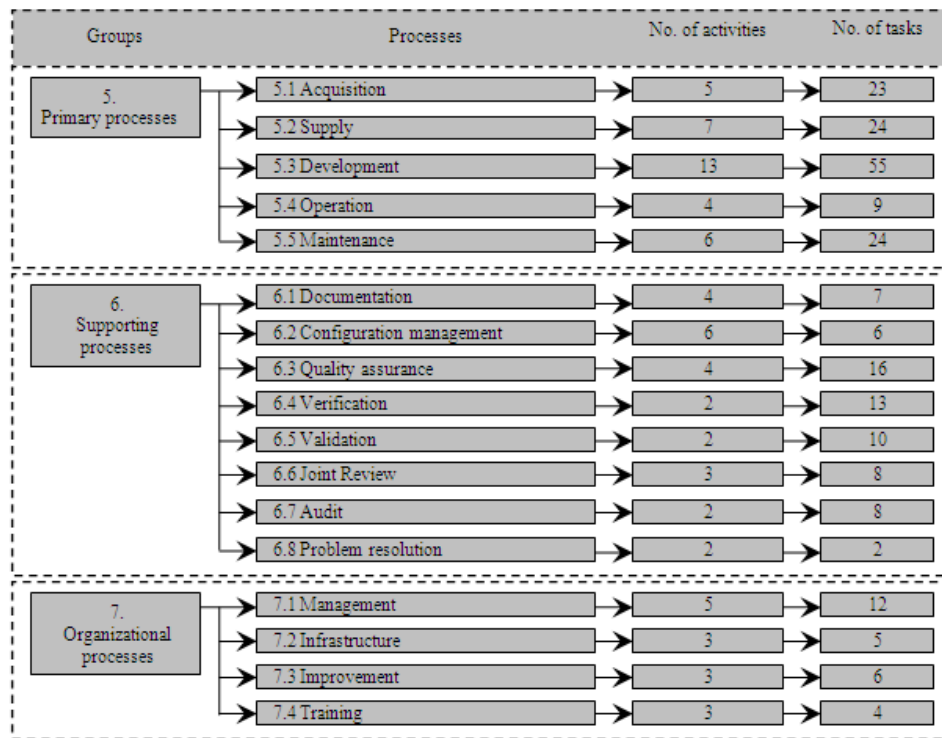 Groups Processes No. of activities No. of tasks
5.
Primary processes
5.1 Acquisition 5 23
5.2 Supply 7 24
5.3 Development 13 55
5.4 Operation 4 9
5.5 Maintenance 6 24
6.
Supporting
processes
6.1 Documentation 4 7
6.2 Configuration management 6 6
6.3 Quality assurance 4 16
6.4 Verification 2 13
6.5 Validation 2 10
6.6 Joint Review 3 8
6.7 Audit 2 8
6.8 Problem resolution 2 2
7.
Organizational
processes
7.1 Management 5 12
7.2 Infrastructure 3 5
7.3 Improvement 3 6
7.4 Training 3 4